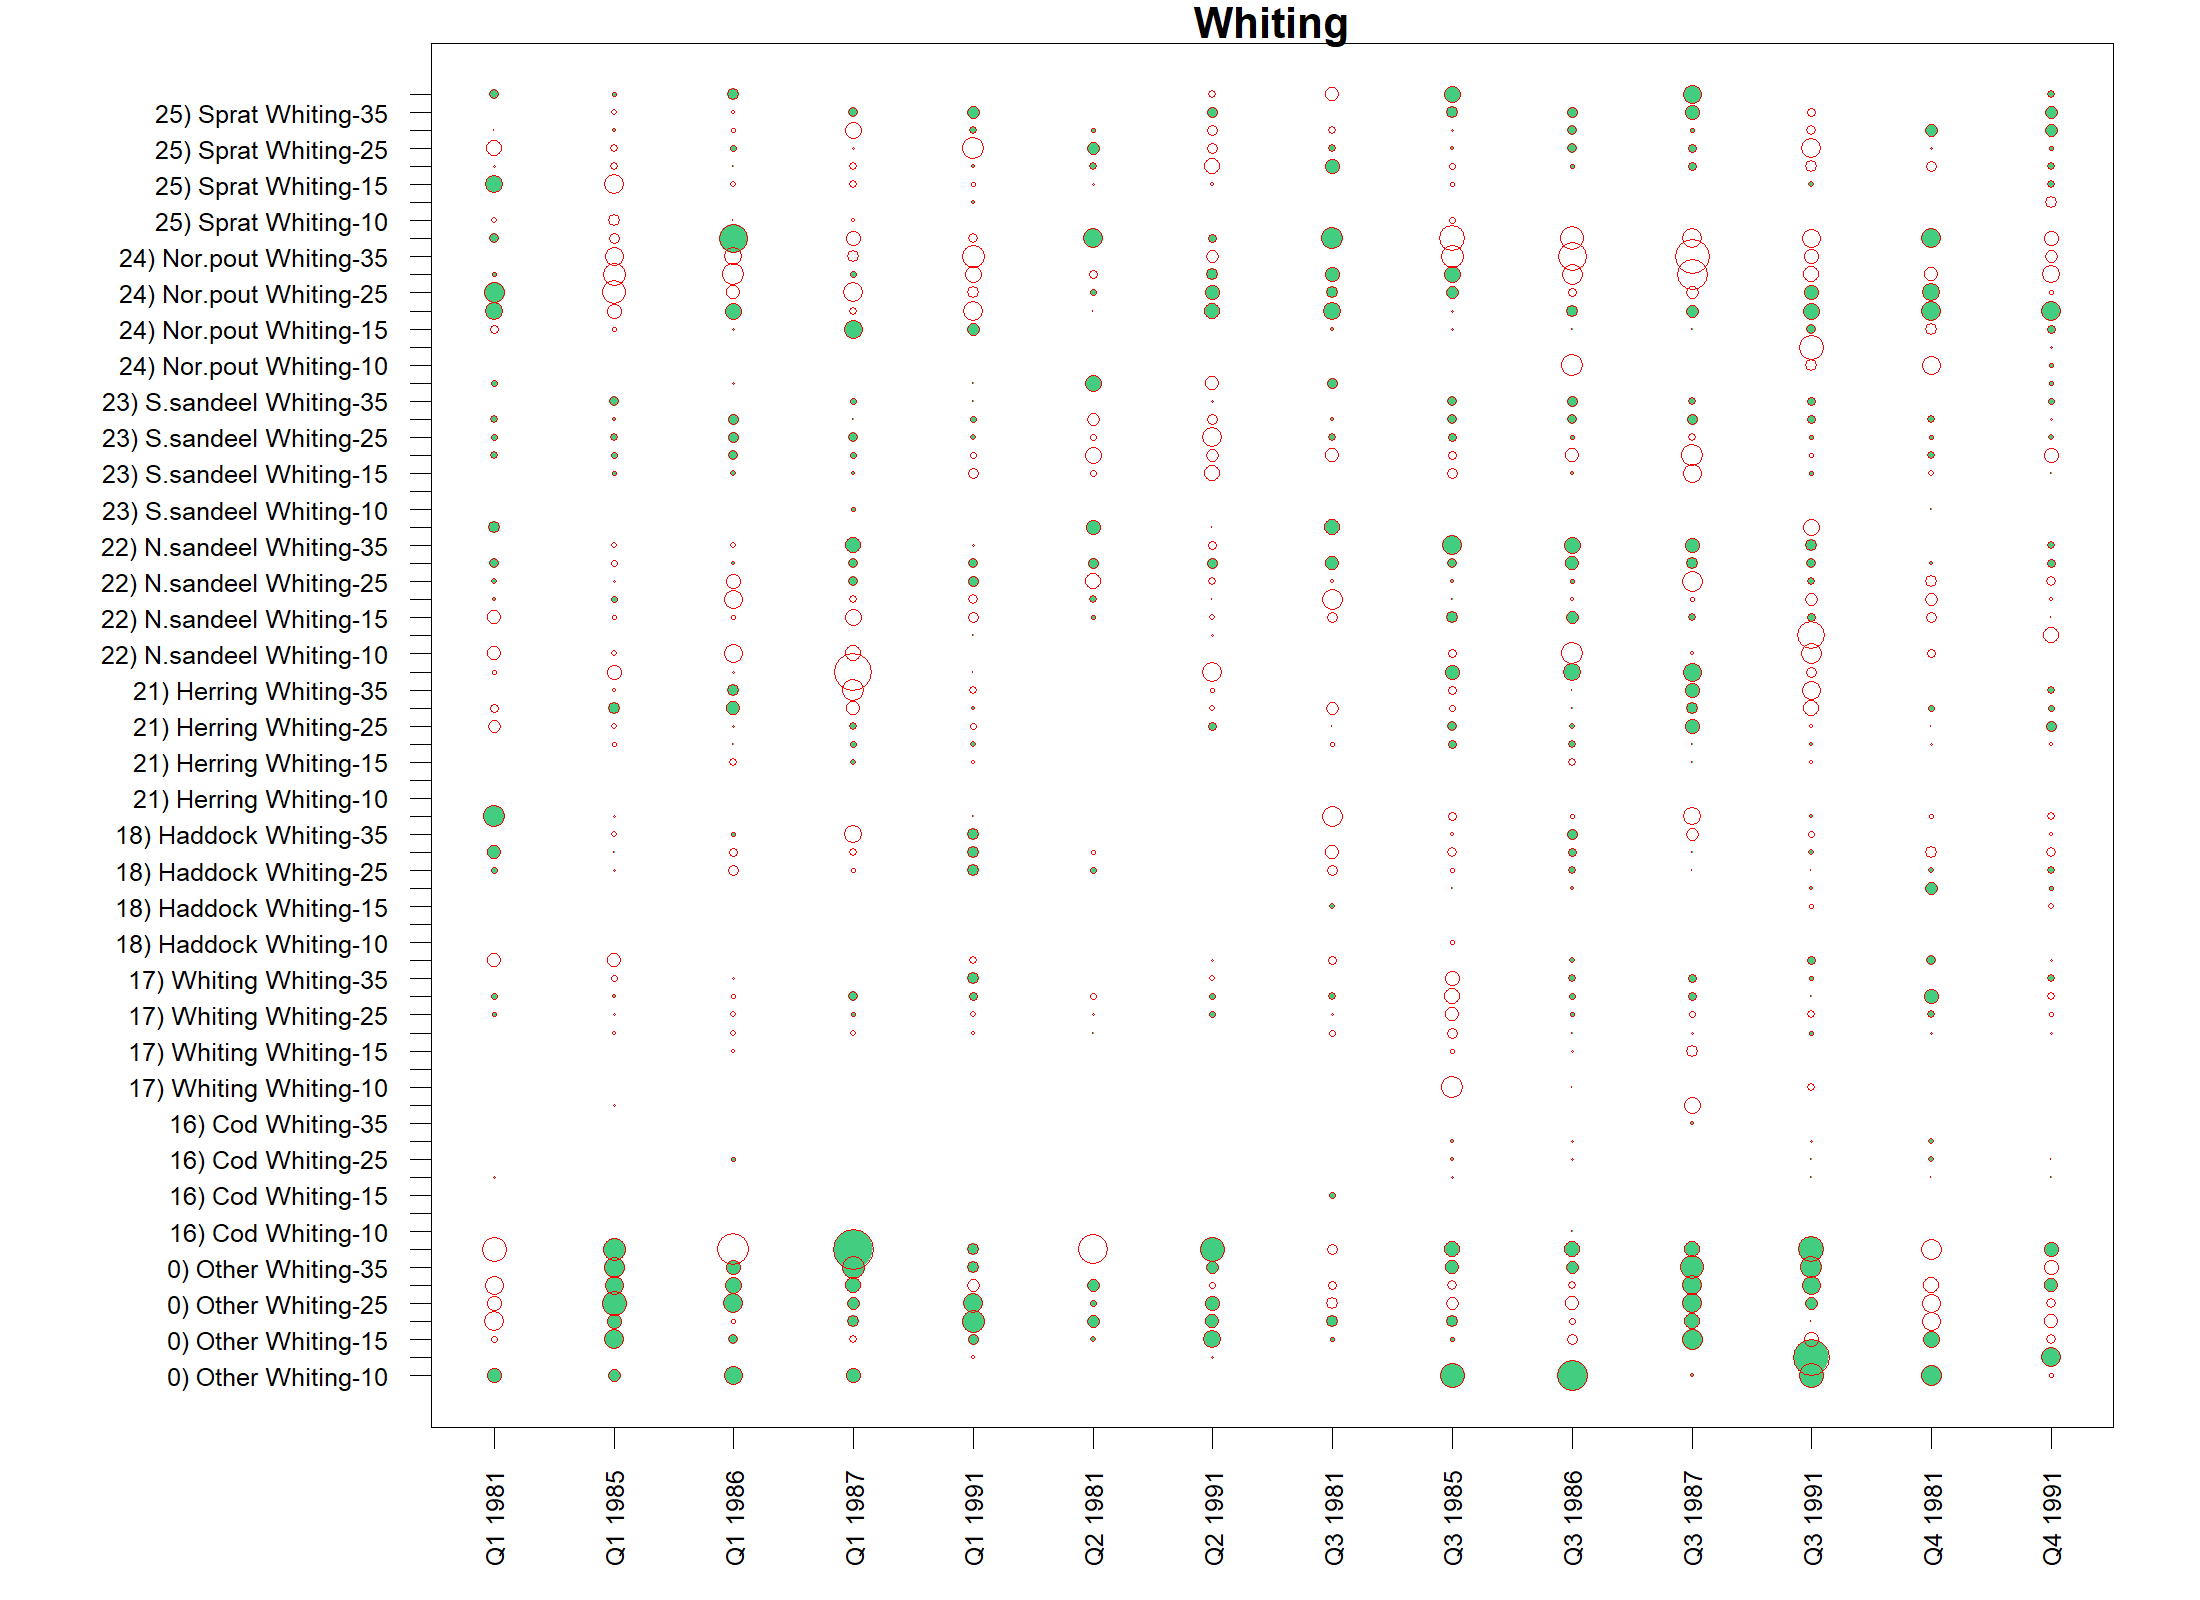 Whiting
25) Sprat Whiting-35
25) Sprat Whiting-25
25) Sprat Whiting-15
25) Sprat Whiting-10
24) Nor.pout Whiting-35
24) Nor.pout Whiting-25
24) Nor.pout Whiting-15
24) Nor.pout Whiting-10
23) S.sandeel Whiting-35
23) S.sandeel Whiting-25
23) S.sandeel Whiting-15
23) S.sandeel Whiting-10
22) N.sandeel Whiting-35
22) N.sandeel Whiting-25
22) N.sandeel Whiting-15
22) N.sandeel Whiting-10
21) Herring Whiting-35
21) Herring Whiting-25
21) Herring Whiting-15
21) Herring Whiting-10
18) Haddock Whiting-35
18) Haddock Whiting-25
18) Haddock Whiting-15
18) Haddock Whiting-10
17) Whiting Whiting-35
17) Whiting Whiting-25
17) Whiting Whiting-15
17) Whiting Whiting-10
16) Cod Whiting-35
16) Cod Whiting-25
16) Cod Whiting-15
16) Cod Whiting-10
0) Other Whiting-35
0) Other Whiting-25
0) Other Whiting-15
0) Other Whiting-10
Q1 1981
Q1 1985
Q1 1986
Q1 1987
Q1 1991
Q2 1981
Q2 1991
Q3 1981
Q3 1985
Q3 1986
Q3 1987
Q3 1991
Q4 1981
Q4 1991